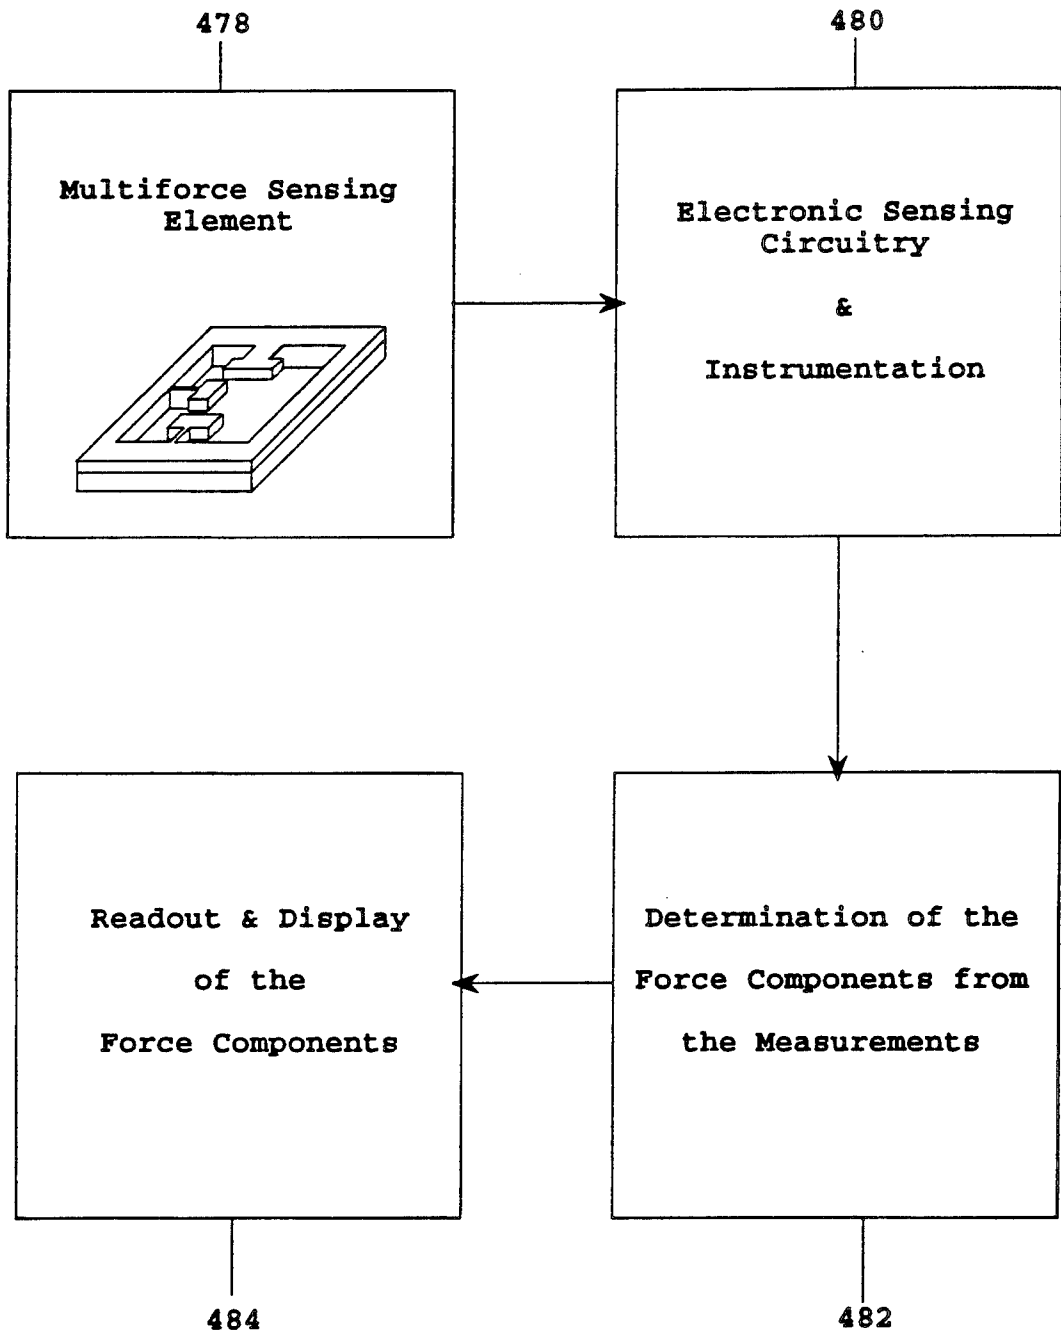 478
Multiforce Sensing
Element
480
Electronic Sensing
Circuitry
&
Instrumentation
Determination of the
Force Components from
the Measurements
482
Readout & Display
of the
Force Components
484